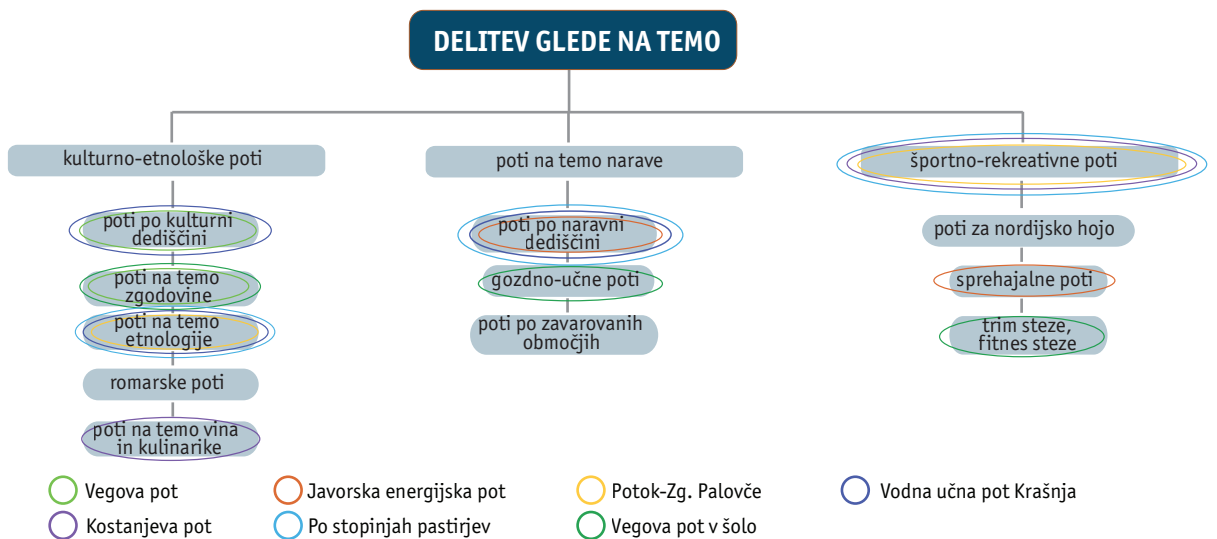 DELITEV GLEDE NA TEMO
kulturno-etnološke poti
poti po kulturni
dediščini
poti na temo
zgodovine
poti na temo
etnologije
romarske poti
poti na temo vina
in kulinarike
poti na temo narave
poti po naravni
dediščini
gozdno-učne poti
poti po zavarovanih
območjih
športno-rekreativne poti
poti za nordijsko hojo
sprehajalne poti
trim steze,
fitnes steze
Vegova pot
Javorska energijska pot
Potok-Zg. Palovče
Vodna učna pot Krašnja
Kostanjeva pot
Po stopinjah pastirjev
Vegova pot v šolo